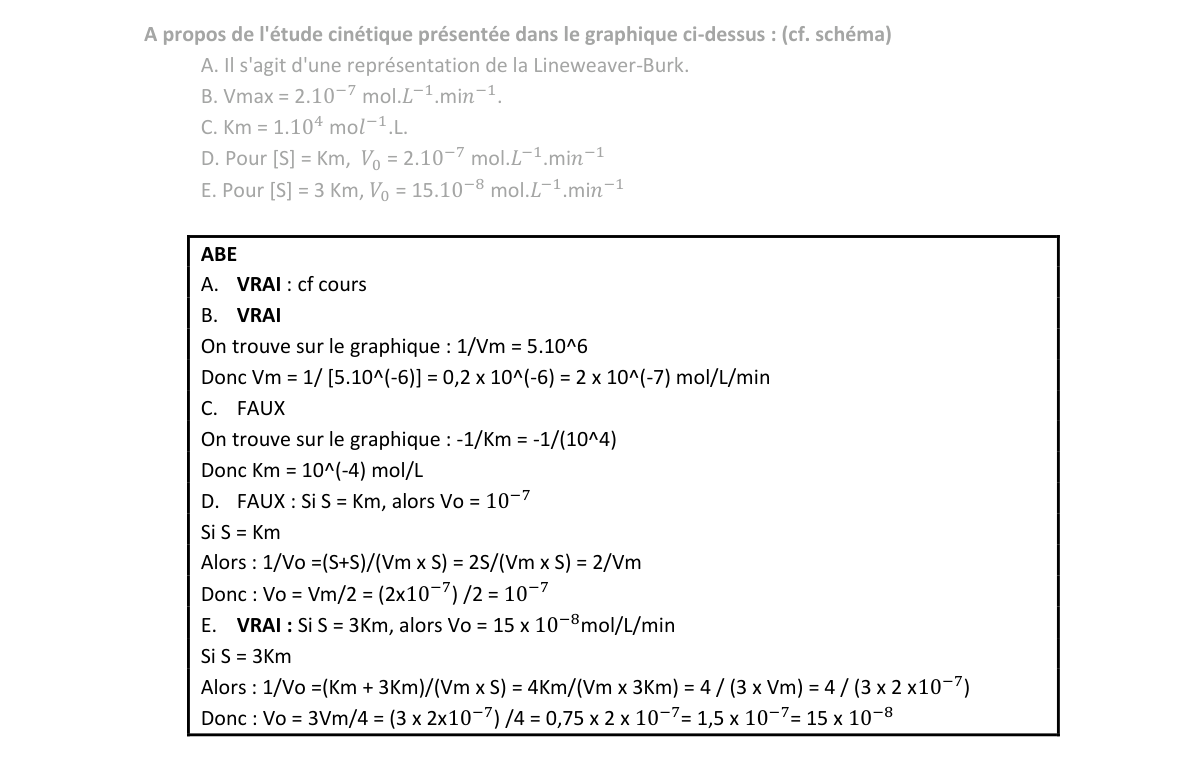 A propos de l'étude cinétique présentée dans le graphique ci-dessus : (cf. schéma)
A. Il s'agit d'une représentation de la Lineweaver-Burk.
B. Vmax = 2.10⁻⁷ mol.L⁻¹.min⁻¹.
C. Km = 1.10⁴ mol⁻¹.L.
D. Pour [S] = Km, V₀ = 2.10⁻⁷ mol.L⁻¹.min⁻¹
E. Pour [S] = 3 Km, V₀ = 15.10⁻⁸ mol.L⁻¹.min⁻¹
ABE
A. VRAI : cf cours
B. VRAI
On trouve sur le graphique : 1/Vm = 5.10^6
Donc Vm = 1/ [5.10^(-6)] = 0,2 x 10^(-6) = 2 x 10^(-7) mol/L/min
C. FAUX
On trouve sur le graphique : -1/Km = -1/(10^4)
Donc Km = 10^(-4) mol/L
D. FAUX : Si S = Km, alors Vo = 10⁻⁷
Si S = Km
Alors : 1/Vo =(S+S)/(Vm x S) = 2S/(Vm x S) = 2/Vm
Donc : Vo = Vm/2 = (2x10⁻⁷) /2 = 10⁻⁷
E. VRAI : Si S = 3Km, alors Vo = 15 x 10⁻⁸mol/L/min
Si S = 3Km
Alors : 1/Vo =(Km + 3Km)/(Vm x S) = 4Km/(Vm x 3Km) = 4 / (3 x Vm) = 4 / (3 x 2 x10⁻⁷)
Donc : Vo = 3Vm/4 = (3 x 2x10⁻⁷) /4 = 0,75 x 2 x 10⁻⁷= 1,5 x 10⁻⁷= 15 x 10⁻⁸